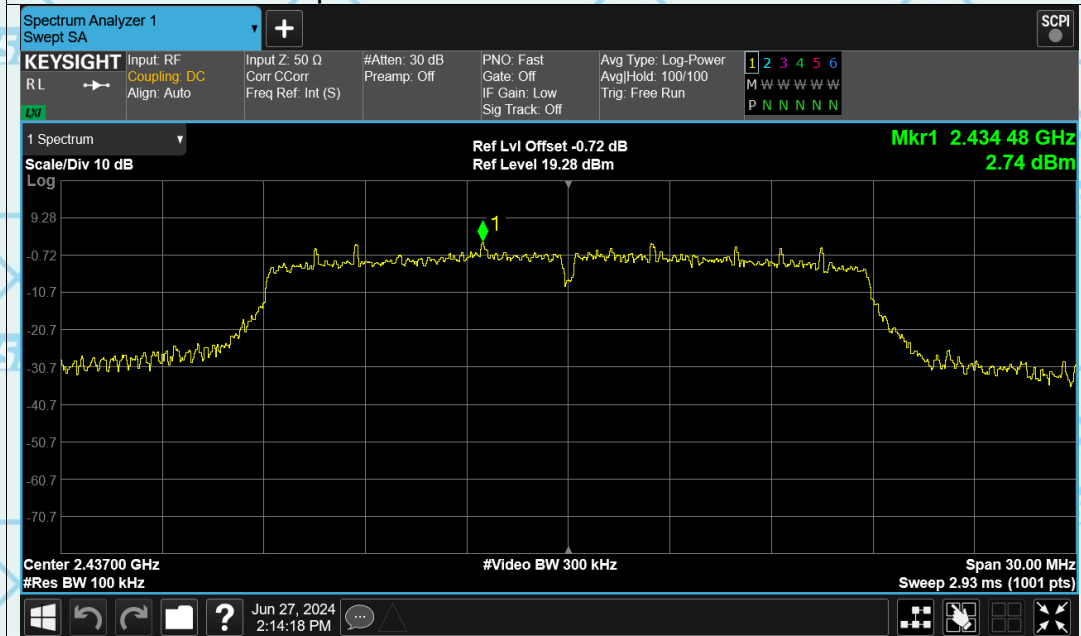 Spectrum Analyzer 1
Swept SA
+
SCPI
KEYSIGHT
R L
LXI
Input: RF
Coupling: DC
Align: Auto
Input Z: 50 Ω
Corr CCorr
Freq Ref: Int (S)
#Atten: 30 dB
Preamp: Off
PNO: Fast
Gate: Off
IF Gain: Low
Sig Track: Off
Avg Type: Log-Power
Avg|Hold: 100/100
Trig: Free Run
1 2 3 4 5 6
M W W W W W
P N N N N N
1 Spectrum
Scale/Div 10 dB
Log
Ref Lvl Offset -0.72 dB
Ref Level 19.28 dBm
Mkr1 2.434 48 GHz
2.74 dBm
1
9.28
-0.72
-10.7
-20.7
-30.7
-40.7
-50.7
-60.7
-70.7
Center 2.43700 GHz
#Res BW 100 kHz
#Video BW 300 kHz
Span 30.00 MHz
Sweep 2.93 ms (1001 pts)
?
Jun 27, 2024
2:14:18 PM